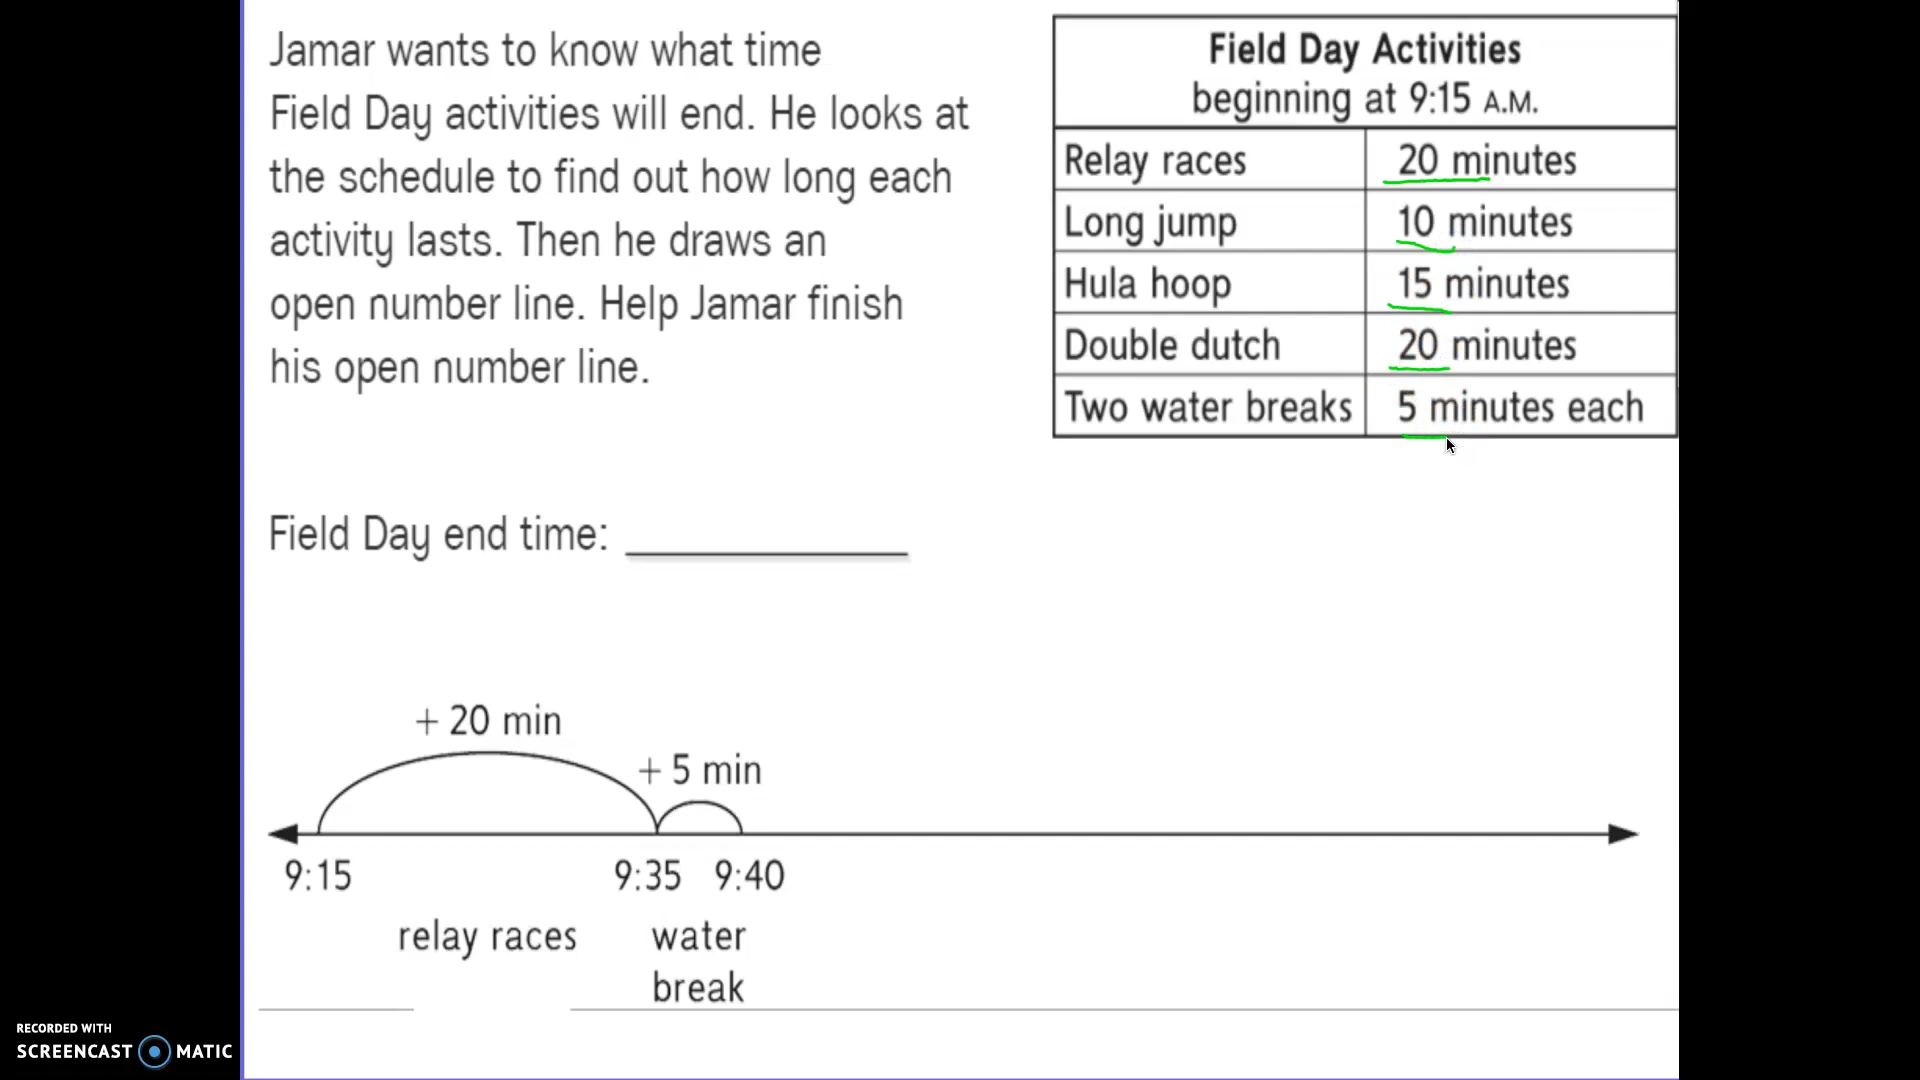 Jamar wants to know what time
Field Day activities will end. He looks at
the schedule to find out how long each
activity lasts. Then he draws an
open number line. Help Jamar finish
his open number line.
Field Day Activities
beginning at 9:15 A.M.
Relay races 20 minutes
Long jump 10 minutes
Hula hoop 15 minutes
Double dutch 20 minutes
Two water breaks 5 minutes each
Field Day end time:
+ 20 min
+ 5 min
9:15 9:35 9:40
relay races water
break
RECORDED WITH
SCREENCAST MATIC